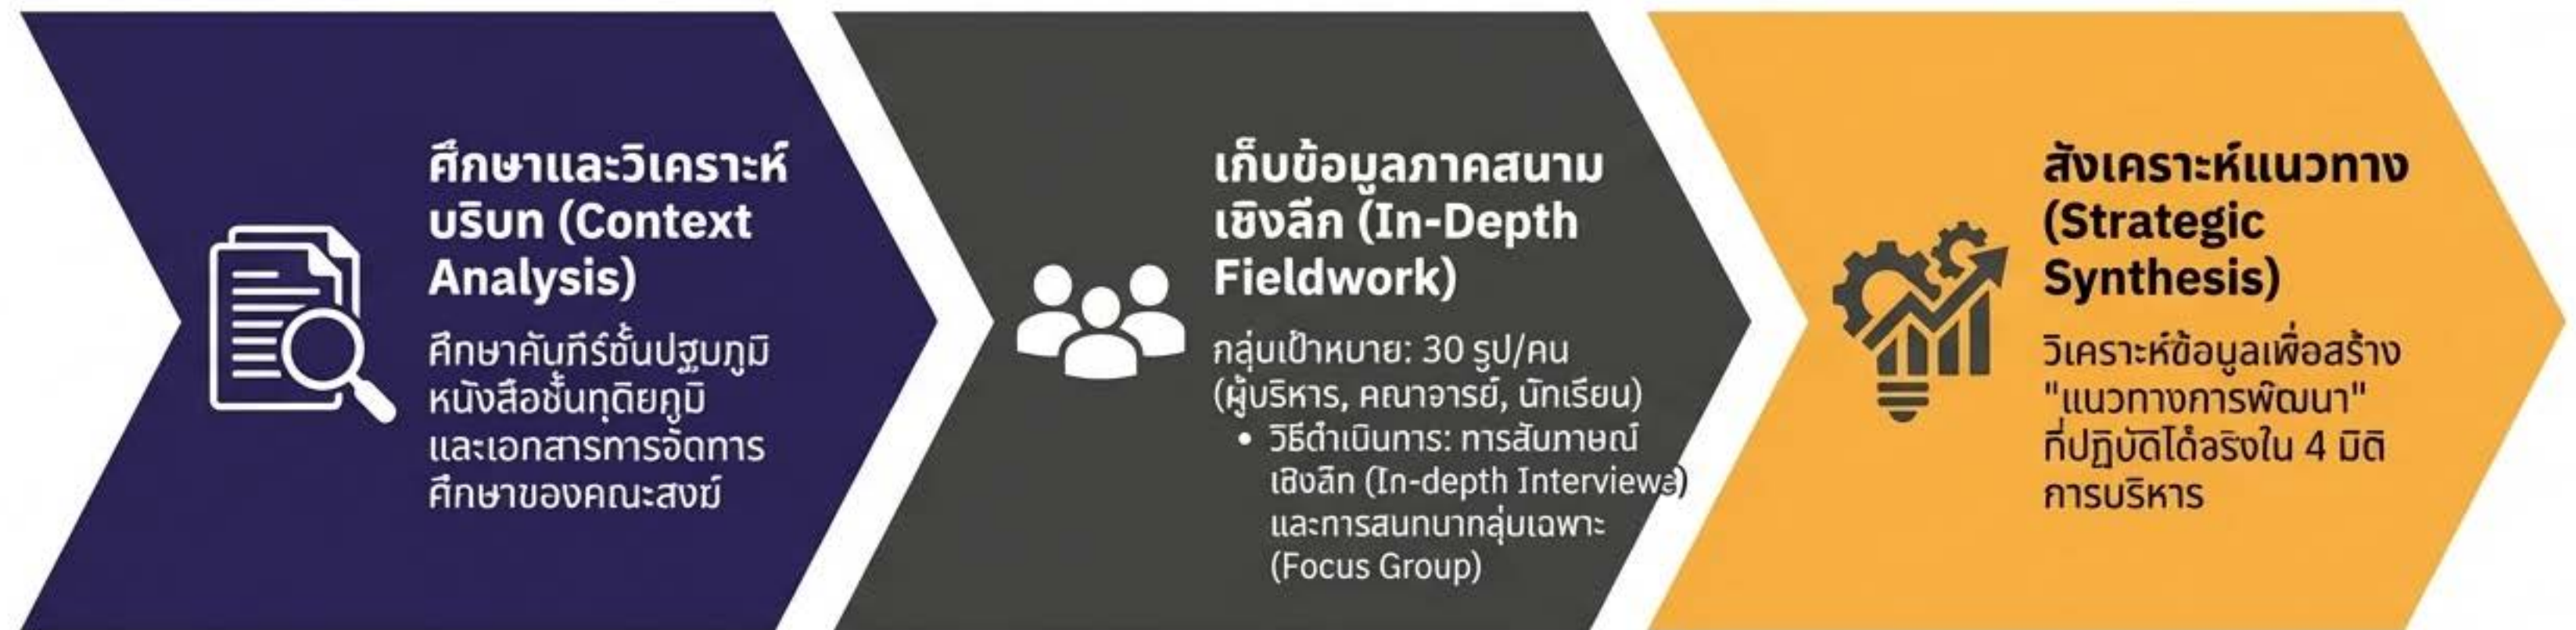 ศึกษาและวิเคราะห์
บริบท (Context
Analysis)
ศึกษาคันทีร์ชั้นปฐมภูมิ
หนังสือชั้นทุติยภูมิ
และเอกสารการจัดการ
ศึกษาของคณะสงฆ์
เก็บข้อมูลภาคสนาม
เชิงลึก (In-Depth
Fieldwork)
กลุ่มเป้าหมาย: 30 รูป/คน
(ผู้บริหาร, คณาจารย์, นักเรียน)
• วิธีดำเนินการ: การสัมภาษณ์
เชิงลึก (In-depth Interviews)
และการสนทนากลุ่มเฉพาะ
(Focus Group)
สังเคราะห์แนวทาง
(Strategic
Synthesis)
วิเคราะห์ข้อมูลเพื่อสร้าง
"แนวทางการพัฒนา"
ที่ปฏิบัติได้จริงใน 4 มิติ
การบริหาร